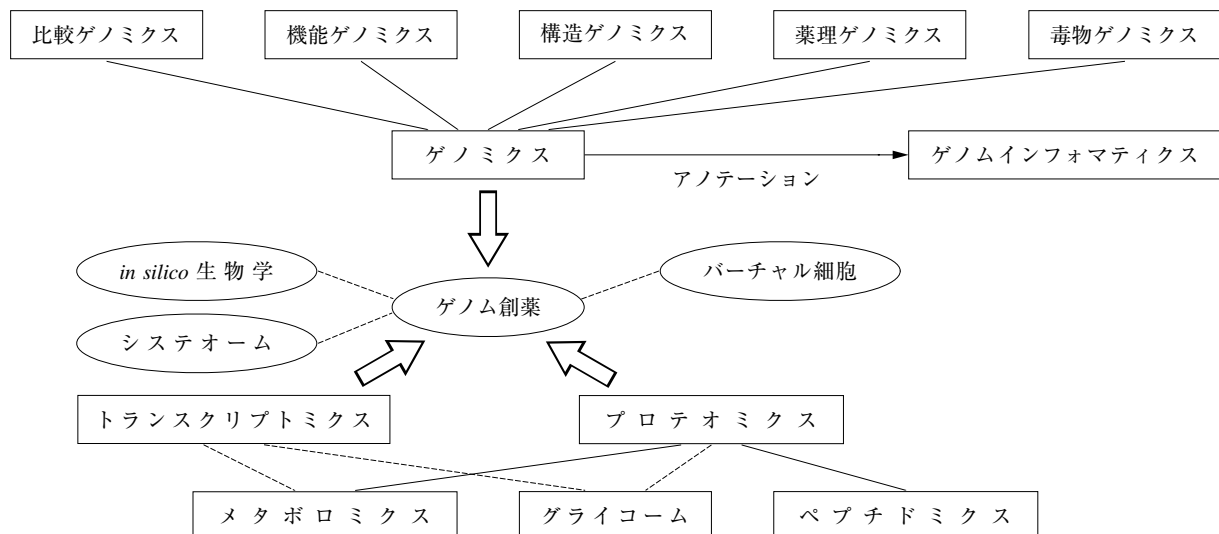 比較ゲノミクス
機能ゲノミクス
構造ゲノミクス
薬理ゲノミクス
毒物ゲノミクス
ゲノミクス
アノテーション
ゲノムインフォマティクス
in silico 生物学
バーチャル細胞
ゲノム創薬
システオーム
トランスクリプトミクス
プロテオミクス
メタボロミクス
グライコーム
ペプチドミクス